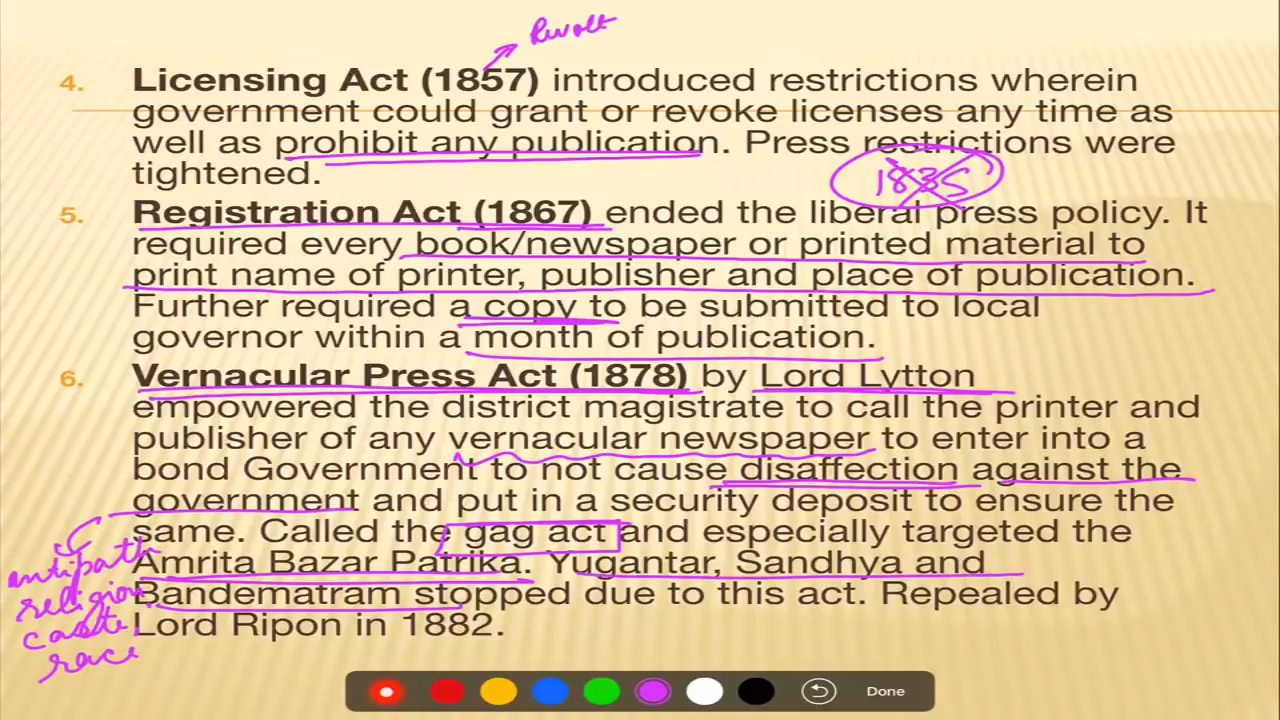 Revolt
4. Licensing Act (1857) introduced restrictions wherein
government could grant or revoke licenses any time as
well as prohibit any publication. Press restrictions were
tightened.
1835
5. Registration Act (1867) ended the liberal press policy. It
required every book/newspaper or printed material to
print name of printer, publisher and place of publication.
Further required a copy to be submitted to local
governor within a month of publication.
6. Vernacular Press Act (1878) by Lord Lytton
empowered the district magistrate to call the printer and
publisher of any vernacular newspaper to enter into a
bond Government to not cause disaffection against the
government and put in a security deposit to ensure the
same. Called the gag act and especially targeted the
Amrita Bazar Patrika. Yugantar, Sandhya and
Bandematram stopped due to this act. Repealed by
Lord Ripon in 1882.
antipath
religion,
caste,
race
Done